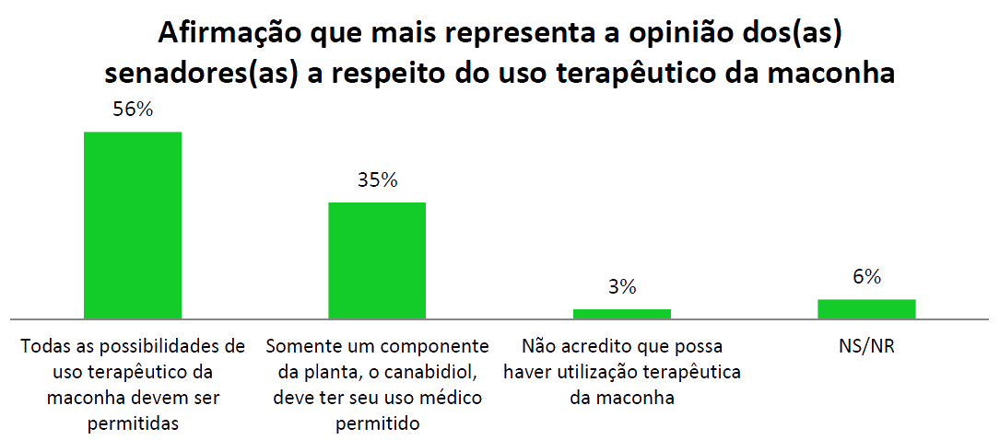 Afirmação que mais representa a opinião dos(as)
senadores(as) a respeito do uso terapêutico da maconha
56%
35%
3%
6%
Todas as possibilidades de
uso terapêutico da
maconha devem ser
permitidas
Somente um componente
da planta, o canabidiol,
deve ter seu uso médico
permitido
Não acredito que possa
haver utilização terapêutica
da maconha
NS/NR